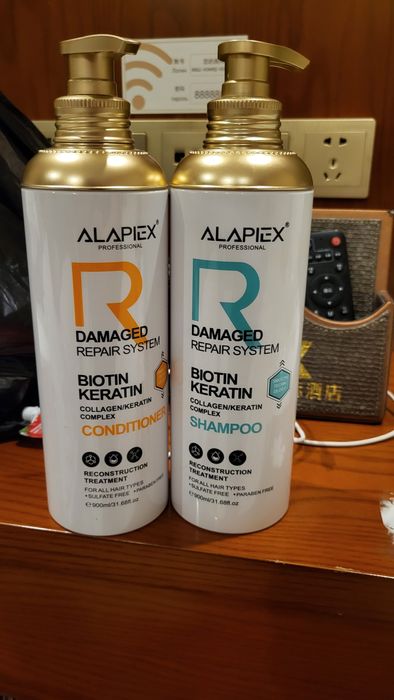 ALAPIEX®
PROFESSIONAL
R
DAMAGED
REPAIR SYSTEM
BIOTIN
KERATIN
COLLAGEN/KERATIN
COMPLEX
CONDITIONER
RECONSTRUCTION
TREATMENT
FOR ALL HAIR TYPES
•SULFATE FREE •PARABEN FREE
℮900ml/31.68fl.oz
ALAPIEX®
PROFESSIONAL
R
DAMAGED
REPAIR SYSTEM
BIOTIN
KERATIN
COLLAGEN/KERATIN
COMPLEX
SHAMPOO
RECONSTRUCTION
TREATMENT
FOR ALL HAIR TYPES
•SULFATE FREE •PARABEN FREE
℮900ml/31.68fl.oz
酒店